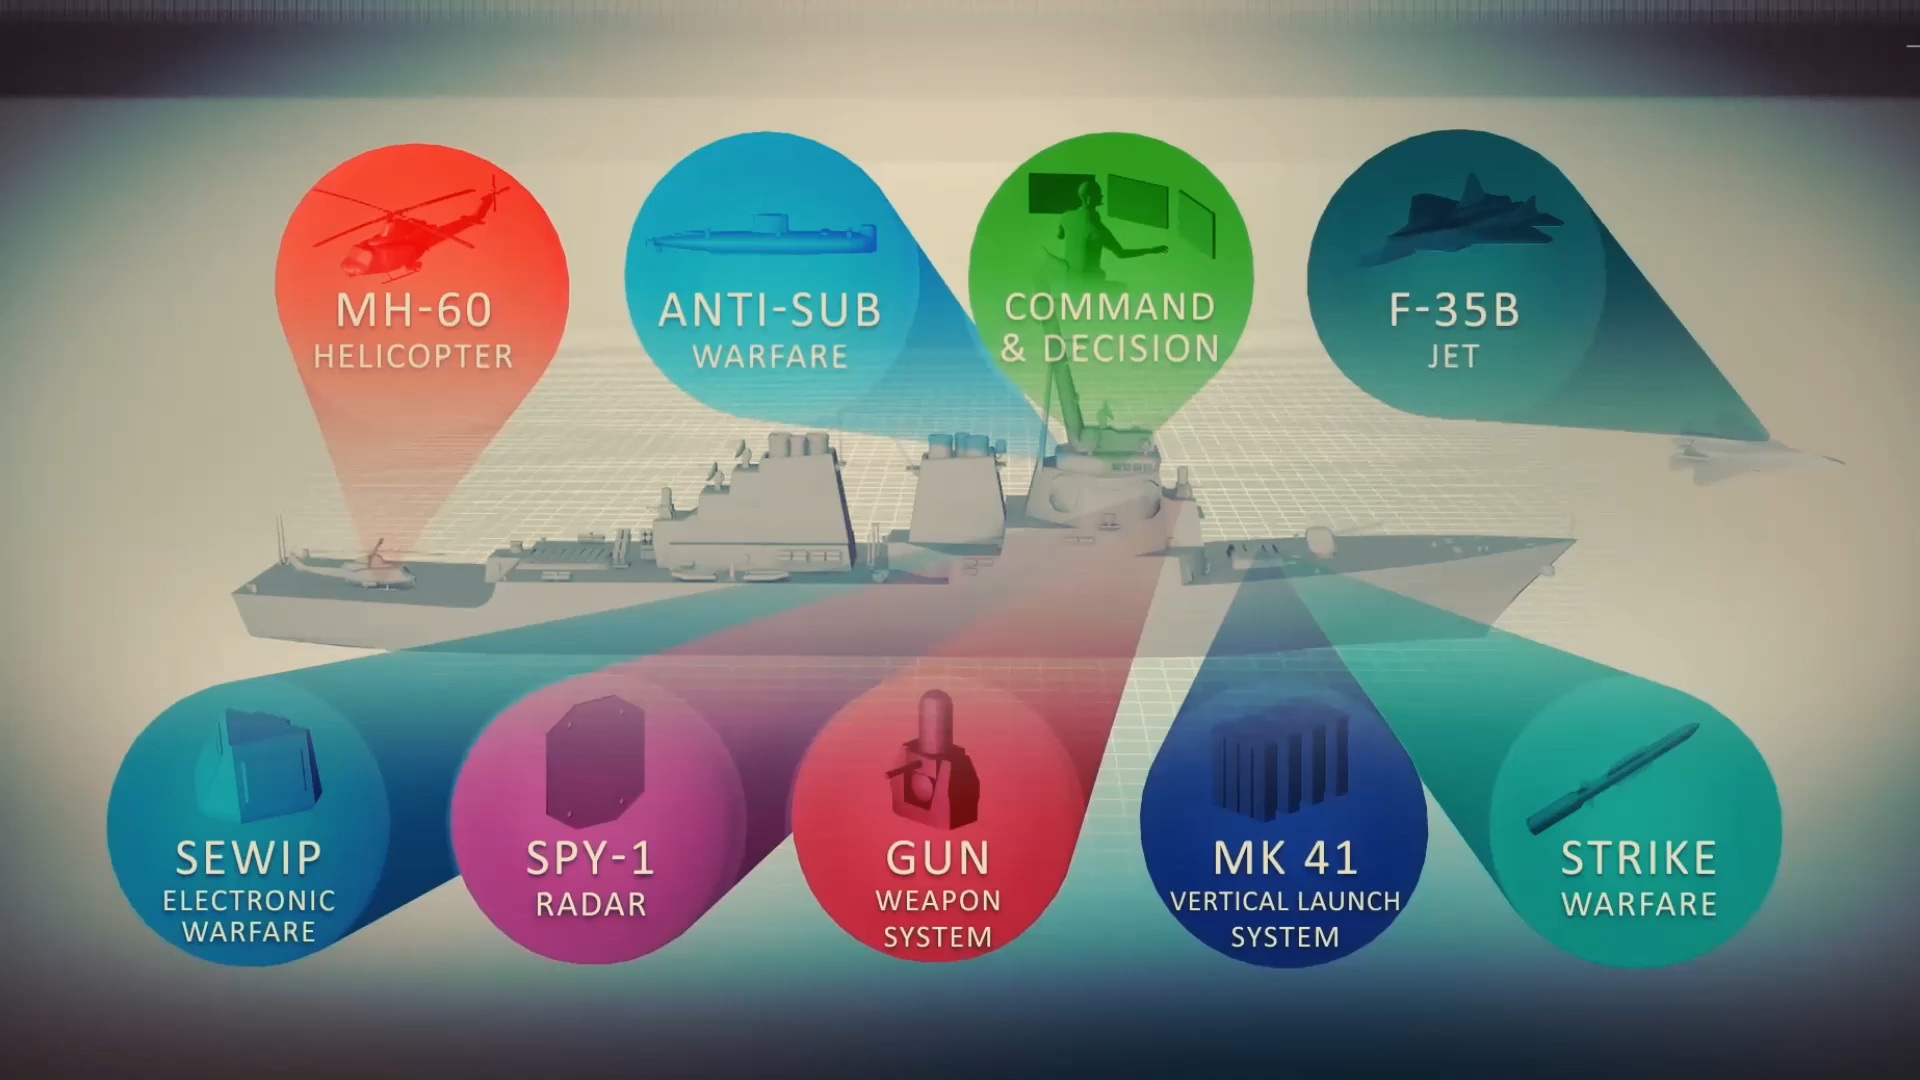 MH-60
HELICOPTER
ANTI-SUB
WARFARE
COMMAND
& DECISION
F-35B
JET
SEWIP
ELECTRONIC
WARFARE
SPY-1
RADAR
GUN
WEAPON
SYSTEM
MK 41
VERTICAL LAUNCH
SYSTEM
STRIKE
WARFARE